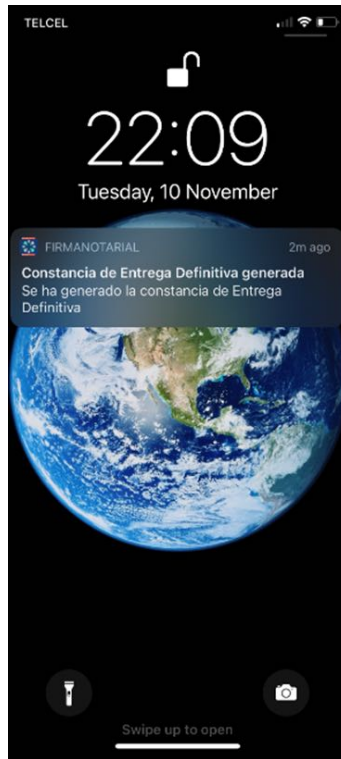 TELCEL
22:09
Tuesday, 10 November
FIRMANOTARIAL 2m ago
Constancia de Entrega Definitiva generada
Se ha generado la constancia de Entrega
Definitiva
Swipe up to open